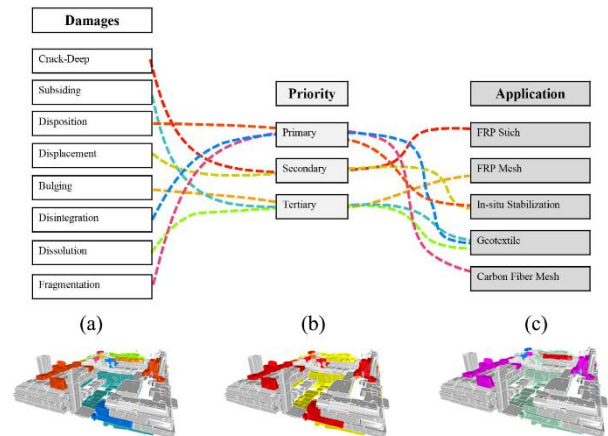 Damages
Crack-Deep
Subsiding
Disposition
Displacement
Bulging
Disintegration
Dissolution
Fragmentation
Priority
Primary
Secondary
Tertiary
Application
FRP Stich
FRP Mesh
In-situ Stabilization
Geotextile
Carbon Fiber Mesh
(a)
(b)
(c)